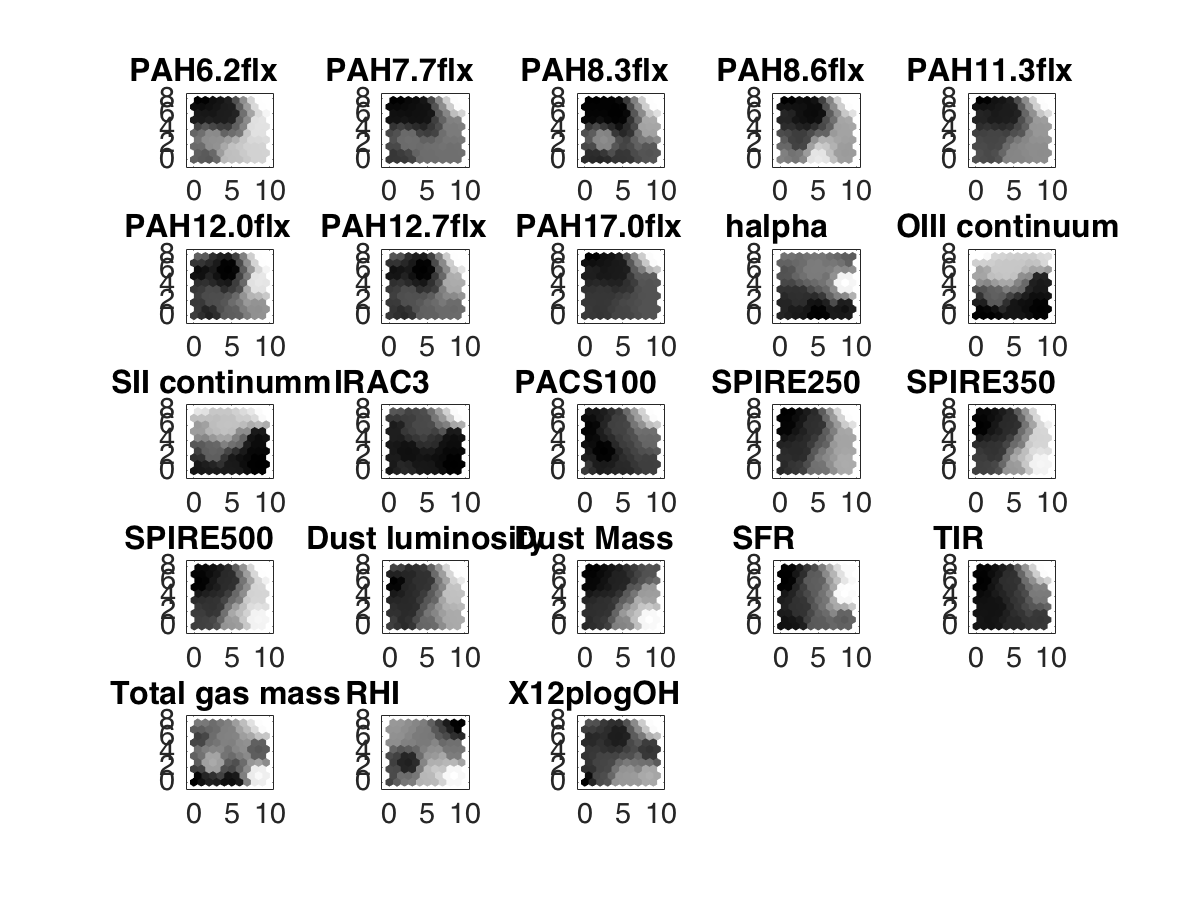 PAH6.2flx PAH7.7flx PAH8.3flx PAH8.6flx PAH11.3flx
8 8 8 8 8
6 6 6 6 6
4 4 4 4 4
2 2 2 2 2
0 0 0 0 0
0 5 10 0 5 10 0 5 10 0 5 10 0 5 10
PAH12.0flx PAH12.7flx PAH17.0flx halpha OIII continuum
8 8 8 8 8
6 6 6 6 6
4 4 4 4 4
2 2 2 2 2
0 0 0 0 0
0 5 10 0 5 10 0 5 10 0 5 10 0 5 10
SII continumm IRAC3 PACS100 SPIRE250 SPIRE350
8 8 8 8 8
6 6 6 6 6
4 4 4 4 4
2 2 2 2 2
0 0 0 0 0
0 5 10 0 5 10 0 5 10 0 5 10 0 5 10
SPIRE500 Dust luminosity Dust Mass SFR TIR
8 8 8 8 8
6 6 6 6 6
4 4 4 4 4
2 2 2 2 2
0 0 0 0 0
0 5 10 0 5 10 0 5 10 0 5 10 0 5 10
Total gas mass RHI X12plogOH
8 8 8
6 6 6
4 4 4
2 2 2
0 0 0
0 5 10 0 5 10 0 5 10